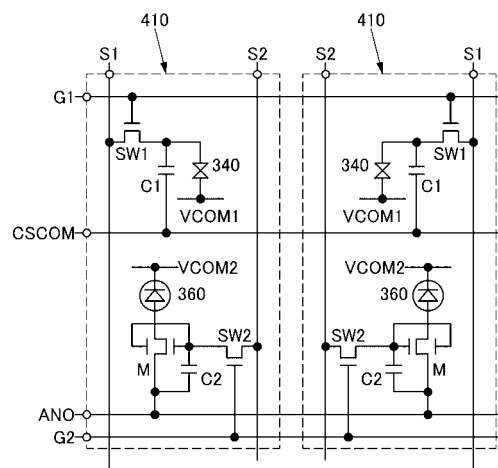 410 410
S1 S2 S2 S1
G1
SW1 SW1
340 340
C1 C1
VCOM1 VCOM1
CSCOM
VCOM2 VCOM2
360 360
SW2 SW2
M C2 C2 M
ANO
G2